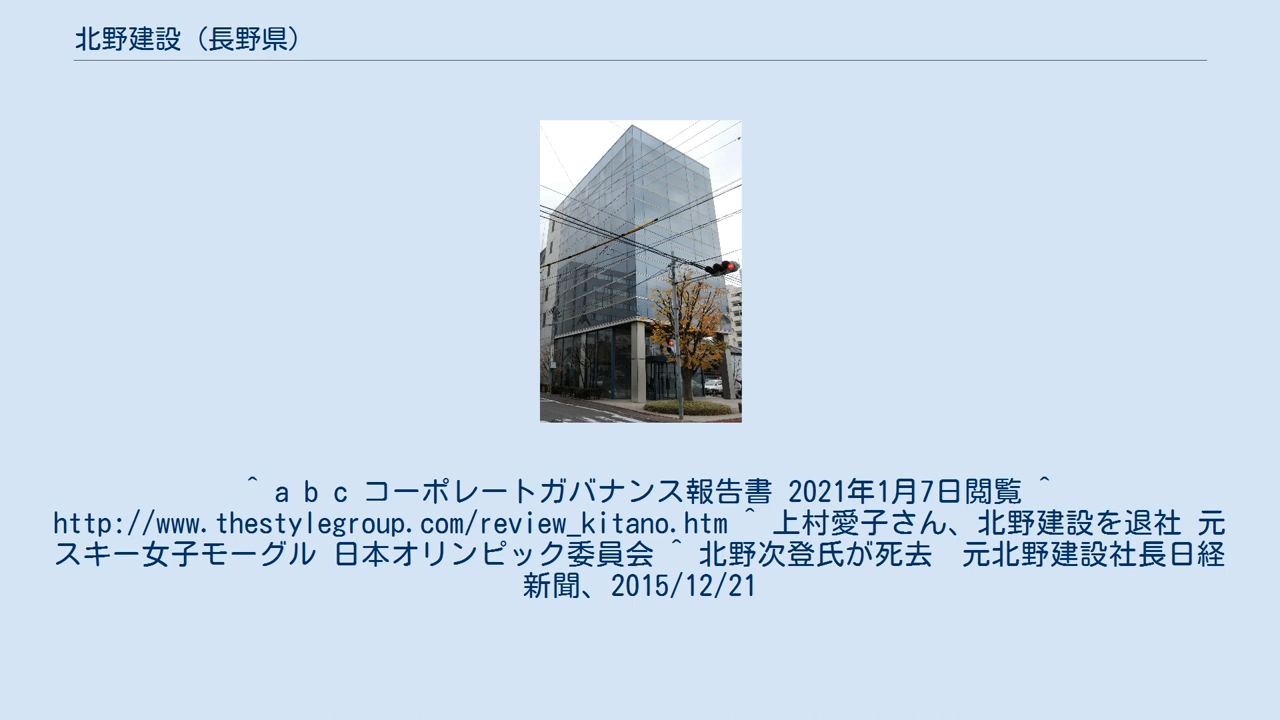 北野建設（長野県）
^ a b c コーポレートガバナンス報告書 2021年1月7日閲覧 ^
http://www.thestylegroup.com/review_kitano.htm ^ 上村愛子さん、北野建設を退社 元
スキー女子モーグル 日本オリンピック委員会 ^ 北野次登氏が死去　元北野建設社長日経
新聞、2015/12/21